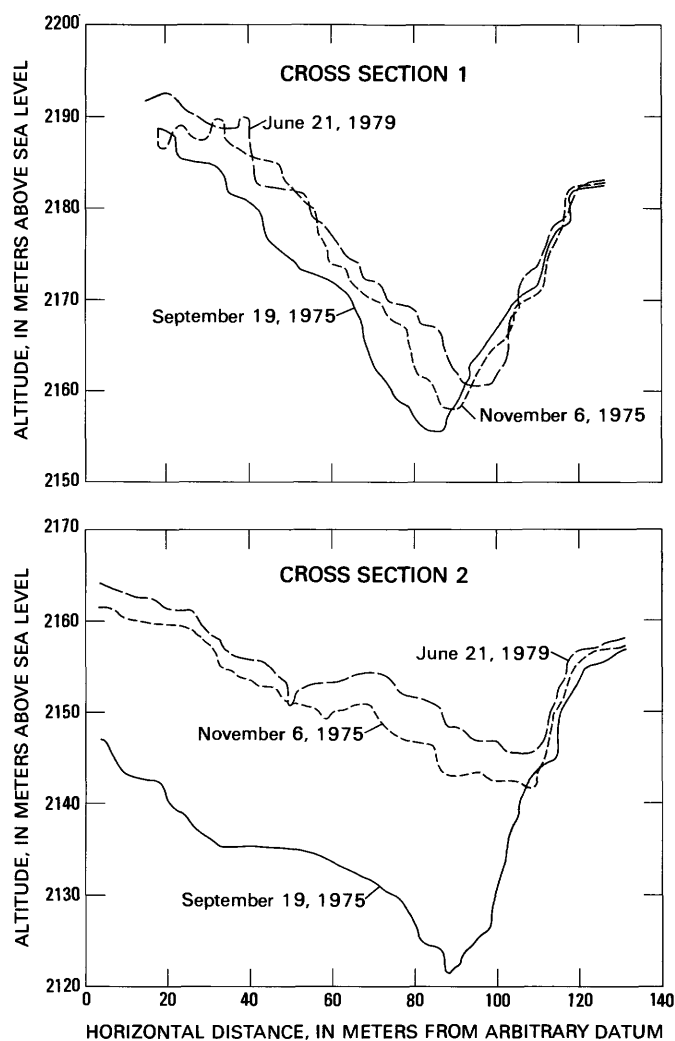 2200
CROSS SECTION 1
2190
June 21, 1979
2180
2170
September 19, 1975
2160
November 6, 1975
2150
ALTITUDE, IN METERS ABOVE SEA LEVEL
2170
CROSS SECTION 2
2160
June 21, 1979
2150
November 6, 1975
2140
2130
September 19, 1975
2120
ALTITUDE, IN METERS ABOVE SEA LEVEL
0 20 40 60 80 100 120 140
HORIZONTAL DISTANCE, IN METERS FROM ARBITRARY DATUM